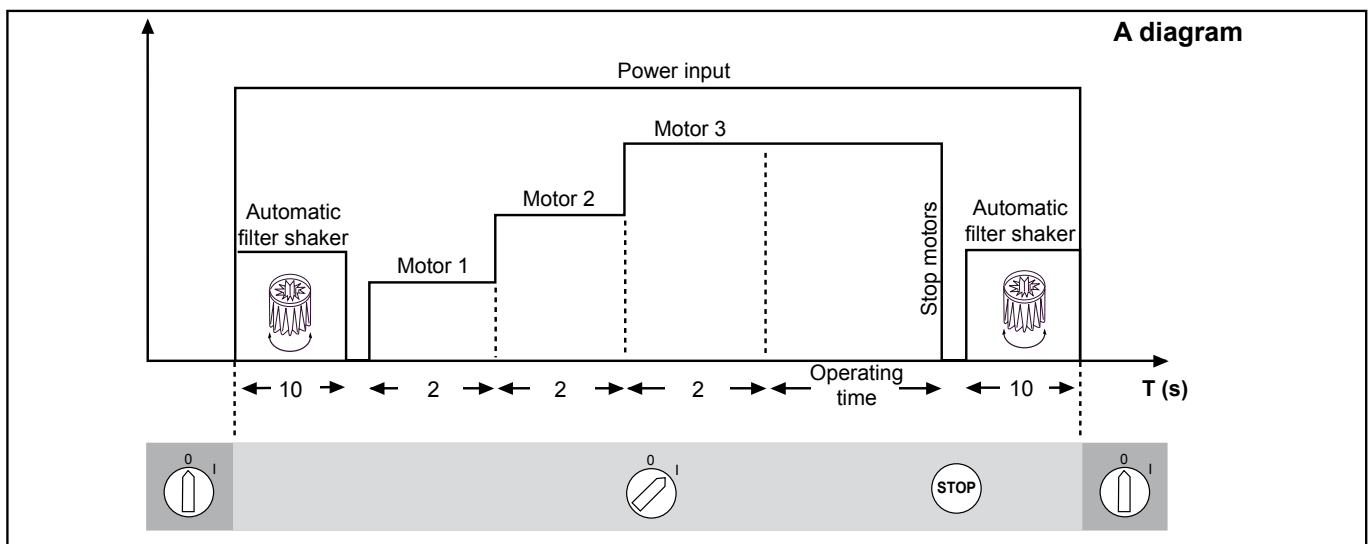 A diagram
Power input
Motor 3
Motor 2
Automatic
filter shaker
Motor 1
Stop motors
Automatic
filter shaker
10
2
2
2
Operating
time
10
T (s)
0
I
0
I
STOP
0
I